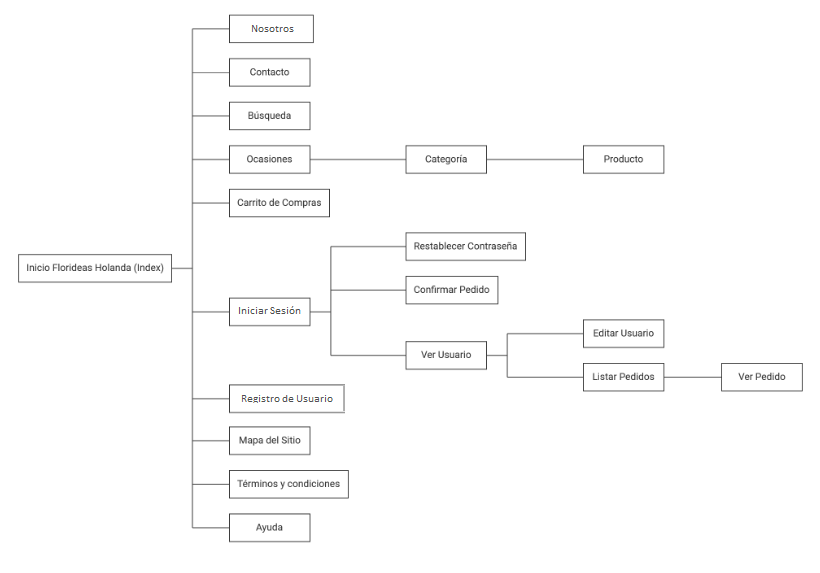 Nosotros
Contacto
Búsqueda
Ocasiones
Categoría
Producto
Carrito de Compras
Restablecer Contraseña
Inicio Florideas Holanda (Index)
Confirmar Pedido
Iniciar Sesión
Editar Usuario
Ver Usuario
Listar Pedidos
Ver Pedido
Registro de Usuario
Mapa del Sitio
Términos y condiciones
Ayuda